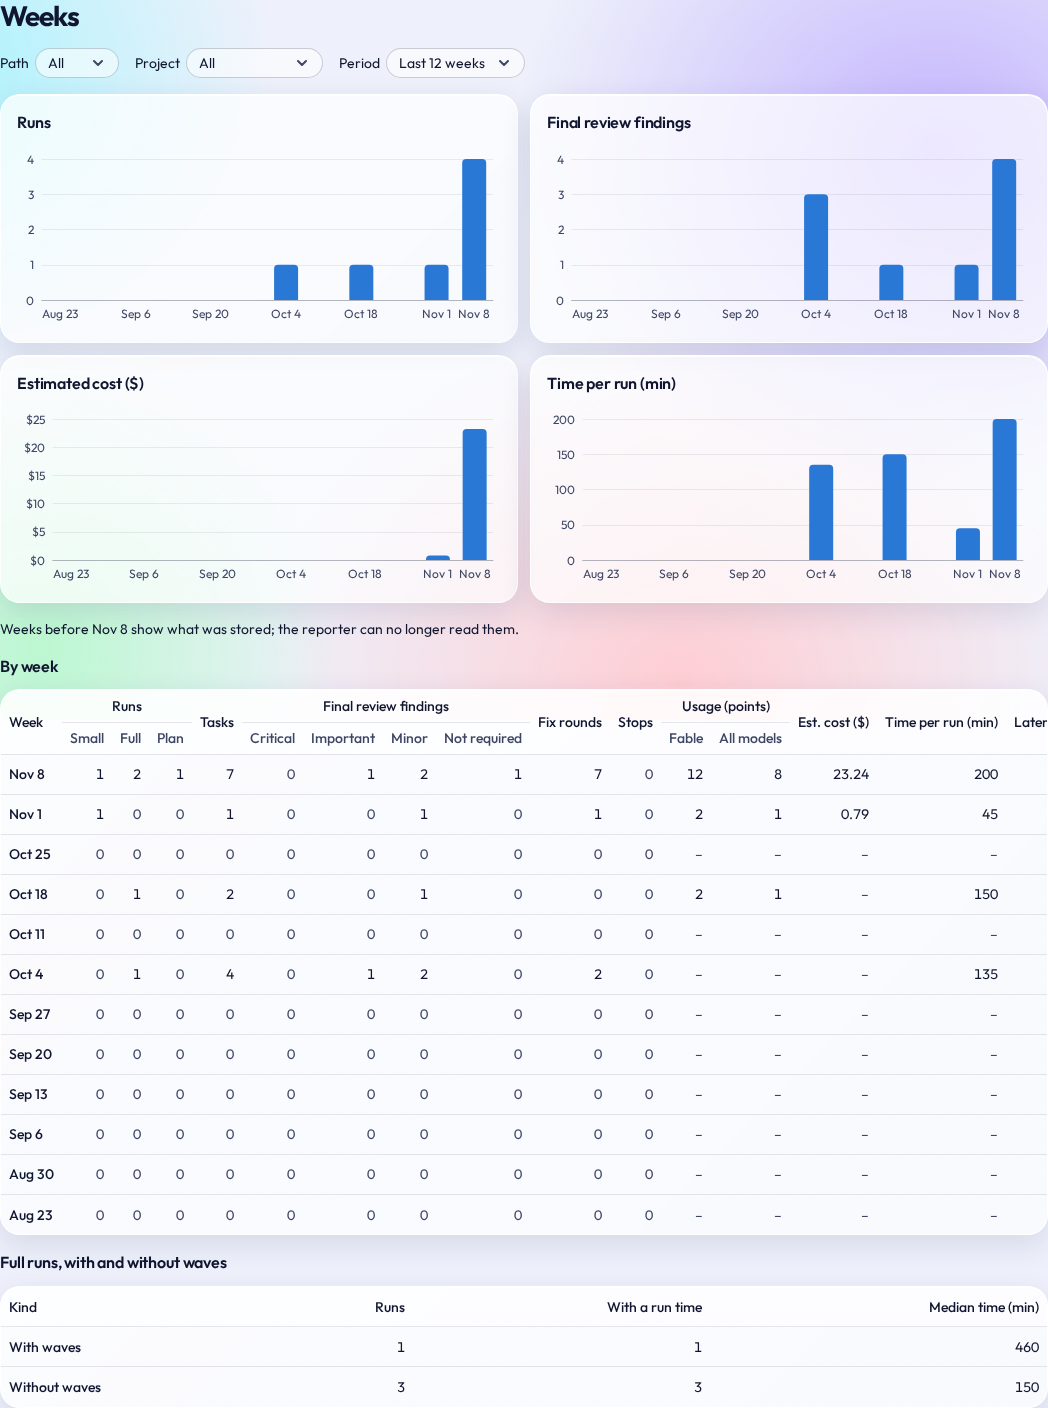 Weeks
Path All Project All Period Last 12 weeks
Runs
4
3
2
1
0
Aug 23 Sep 6 Sep 20 Oct 4 Oct 18 Nov 1 Nov 8
Final review findings
4
3
2
1
0
Aug 23 Sep 6 Sep 20 Oct 4 Oct 18 Nov 1 Nov 8
Estimated cost ($)
$25
$20
$15
$10
$5
$0
Aug 23 Sep 6 Sep 20 Oct 4 Oct 18 Nov 1 Nov 8
Time per run (min)
200
150
100
50
0
Aug 23 Sep 6 Sep 20 Oct 4 Oct 18 Nov 1 Nov 8
Weeks before Nov 8 show what was stored; the reporter can no longer read them.
By week
Runs Final review findings Usage (points)
Week Tasks Fix rounds Stops Est. cost ($) Time per run (min) Later
Small Full Plan Critical Important Minor Not required Fable All models
Nov 8 1 2 1 7 0 1 2 1 7 0 12 8 23.24 200
Nov 1 1 0 0 1 0 0 1 0 1 0 2 1 0.79 45
Oct 25 0 0 0 0 0 0 0 0 0 0 – – – –
Oct 18 0 1 0 2 0 0 1 0 0 0 2 1 – 150
Oct 11 0 0 0 0 0 0 0 0 0 0 – – – –
Oct 4 0 1 0 4 0 1 2 0 2 0 – – – 135
Sep 27 0 0 0 0 0 0 0 0 0 0 – – – –
Sep 20 0 0 0 0 0 0 0 0 0 0 – – – –
Sep 13 0 0 0 0 0 0 0 0 0 0 – – – –
Sep 6 0 0 0 0 0 0 0 0 0 0 – – – –
Aug 30 0 0 0 0 0 0 0 0 0 0 – – – –
Aug 23 0 0 0 0 0 0 0 0 0 0 – – – –
Full runs, with and without waves
Kind Runs With a run time Median time (min)
With waves 1 1 460
Without waves 3 3 150